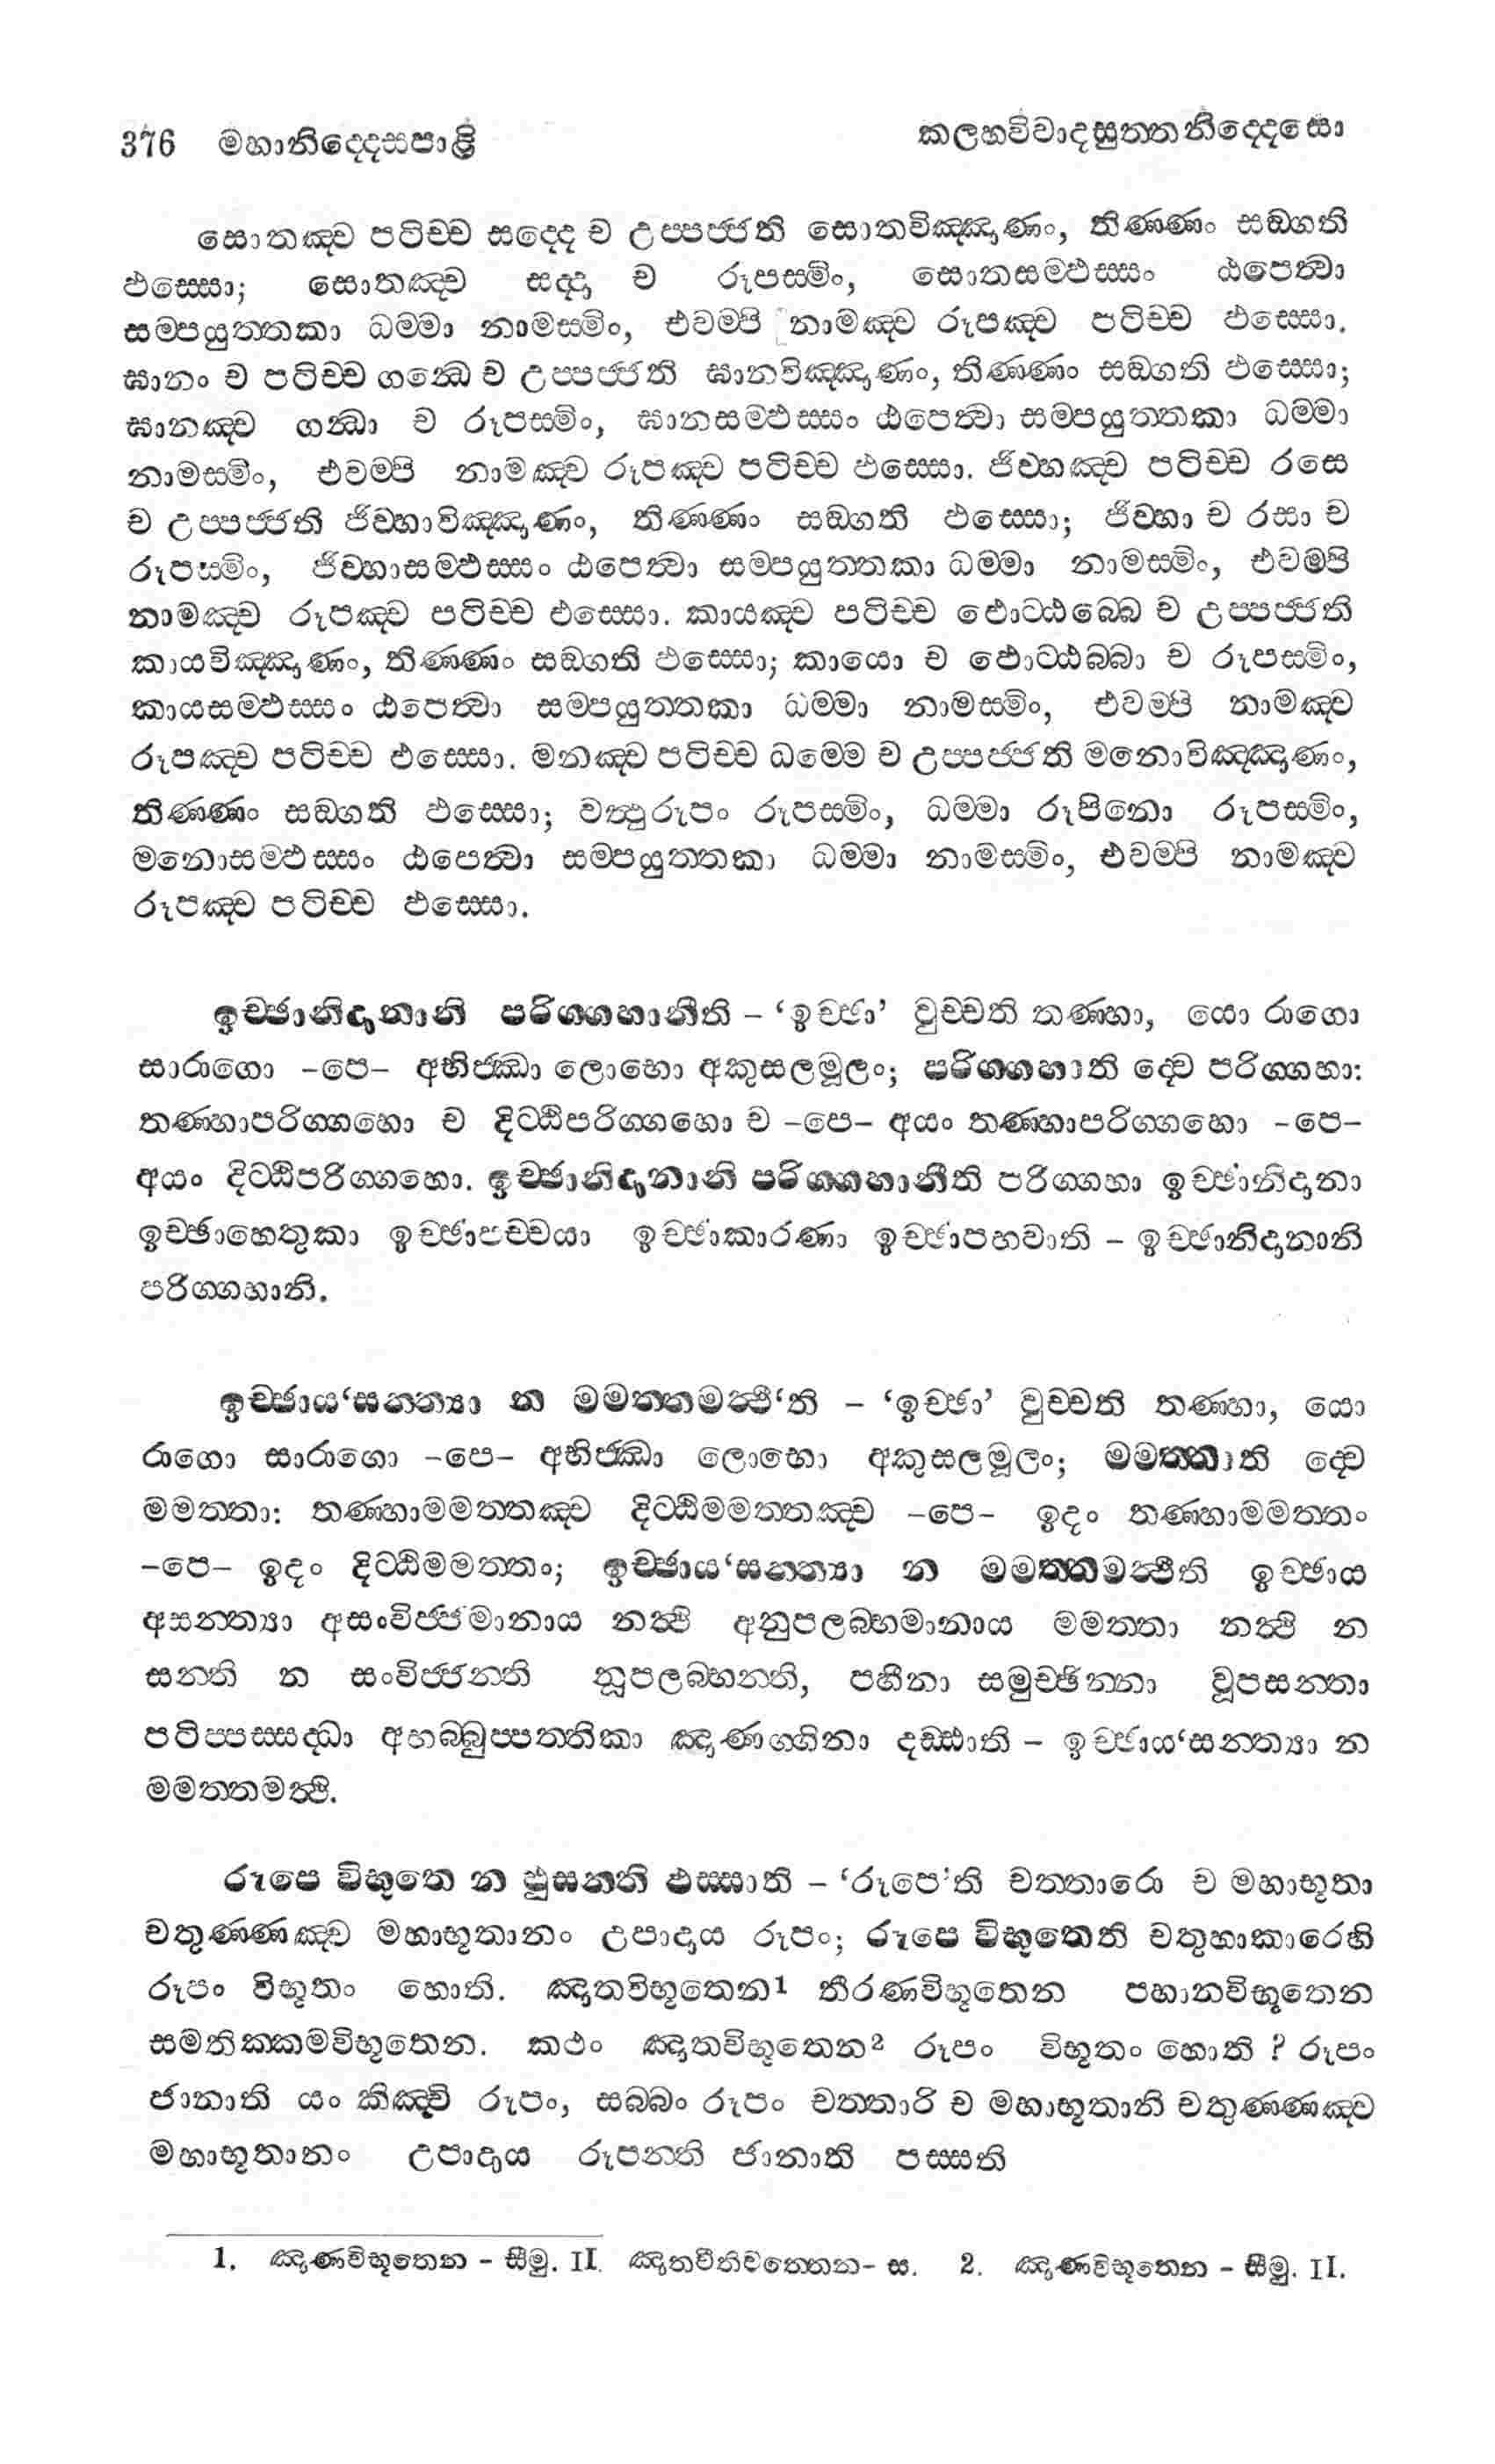 376 මහානිද්දෙසපාළි කලහවිවාදසුත්තනිද්දෙසො
සොතඤ්ච පටිච්ච සද්දෙ ච උප්පජ්ජති සොතවිඤ්ඤාණං, තිණ්ණං සඞ්ගති
ඵස්සො; සොතඤ්ච සද්දා ච රූපස්මිං, සොතසම්ඵස්සං ඨපෙත්වා
සම්පයුත්තකා ධම්මා නාමස්මිං, එවම්පි නාමඤ්ච රූපඤ්ච පටිච්ච ඵස්සො.
ඝානං ච පටිච්ච ගන්ධෙ ච උප්පජ්ජති ඝානවිඤ්ඤාණං, තිණ්ණං සඞ්ගති ඵස්සො;
ඝානඤ්ච ගන්ධා ච රූපස්මිං, ඝානසම්ඵස්සං ඨපෙත්වා සම්පයුත්තකා ධම්මා
නාමස්මිං, එවම්පි නාමඤ්ච රූපඤ්ච පටිච්ච ඵස්සො. ජිව්හඤ්ච පටිච්ච රසෙ
ච උප්පජ්ජති ජිව්හාවිඤ්ඤාණං, තිණ්ණං සඞ්ගති ඵස්සො; ජිව්හා ච රසා ච
රූපස්මිං, ජිව්හාසම්ඵස්සං ඨපෙත්වා සම්පයුත්තකා ධම්මා නාමස්මිං, එවම්පි
නාමඤ්ච රූපඤ්ච පටිච්ච ඵස්සො. කායඤ්ච පටිච්ච ඵොට්ඨබ්බෙ ච උප්පජ්ජති
කායවිඤ්ඤාණං, තිණ්ණං සඞ්ගති ඵස්සො; කායො ච ඵොට්ඨබ්බා ච රූපස්මිං,
කායසම්ඵස්සං ඨපෙත්වා සම්පයුත්තකා ධම්මා නාමස්මිං, එවම්පි නාමඤ්ච
රූපඤ්ච පටිච්ච ඵස්සො. මනඤ්ච පටිච්ච ධම්මෙ ච උප්පජ්ජති මනොවිඤ්ඤාණං,
තිණ්ණං සඞ්ගති ඵස්සො; වත්ථුරූපං රූපස්මිං, ධම්මා රූපිනො රූපස්මිං,
මනොසම්ඵස්සං ඨපෙත්වා සම්පයුත්තකා ධම්මා නාමස්මිං, එවම්පි නාමඤ්ච
රූපඤ්ච පටිච්ච ඵස්සො.
ඉච්ඡානිදානානි පරිග්ගහානීති – ‘ඉච්ඡා’ වුච්චති තණ්හා, යො රාගො
සාරාගො –පෙ– අභිජ්ඣා ලොභො අකුසලමූලං; පරිග්ගහාති ද්වෙ පරිග්ගහා:
තණ්හාපරිග්ගහො ච දිට්ඨිපරිග්ගහො ච –පෙ– අයං තණ්හාපරිග්ගහො –පෙ–
අයං දිට්ඨිපරිග්ගහො. ඉච්ඡානිදානානි පරිග්ගහානීති පරිග්ගහා ඉච්ඡානිදානා
ඉච්ඡාහෙතුකා ඉච්ඡාපච්චයා ඉච්ඡාකාරණා ඉච්ඡාපභවාති – ඉච්ඡානිදානානි
පරිග්ගහානි.
ඉච්ඡාය‘සන්ත්‍යා න මමත්තමත්ථී‘ති – ‘ඉච්ඡා’ වුච්චති තණ්හා, යො
රාගො සාරාගො –පෙ– අභිජ්ඣා ලොභො අකුසලමූලං; මමත්තාති ද්වෙ
මමත්තා: තණ්හාමමත්තඤ්ච දිට්ඨිමමත්තඤ්ච –පෙ– ඉදං තණ්හාමමත්තං
–පෙ– ඉදං දිට්ඨිමමත්තං; ඉච්ඡාය‘සන්ත්‍යා න මමත්තමත්ථීති ඉච්ඡාය
අසන්ත්‍යා අසංවිජ්ජමානාය නත්ථි අනුපලබ්භමානාය මමත්තා නත්ථි න
සන්ති න සංවිජ්ජන්ති නූපලබ්භන්ති, පහීනා සමුච්ඡින්නා වූපසන්තා
පටිප්පස්සද්ධා අභබ්බුප්පත්තිකා ඤාණග්ගිනා දඩ්ඪාති – ඉච්ඡාය‘සන්ත්‍යා න
මමත්තමත්ථි.
රූපෙ විභූතෙ න ඵුසන්ති ඵස්සාති – ‘රූපෙ’ති චත්තාරො ච මහාභූතා
චතුණ්ණඤ්ච මහාභූතානං උපාදාය රූපං; රූපෙ විභූතෙති චතුහාකාරෙහි
රූපං විභූතං හොති. ඤාතවිභූතෙන1 තීරණවිභූතෙන පහානවිභූතෙන
සමතික්කමවිභූතෙන. කථං ඤාතවිභූතෙන2 රූපං විභූතං හොති ? රූපං
ජානාති යං කිඤ්චි රූපං, සබ්බං රූපං චත්තාරි ච මහාභූතානි චතුණ්ණඤ්ච
මහාභූතානං උපාදාය රූපන්ති ජානාති පස්සති
1. ඤාණවිභූතෙන – සීමු. II. ඤාතවීතිවත්තෙන– ස. 2. ඤාණවිභූතෙන – සීමු. II.